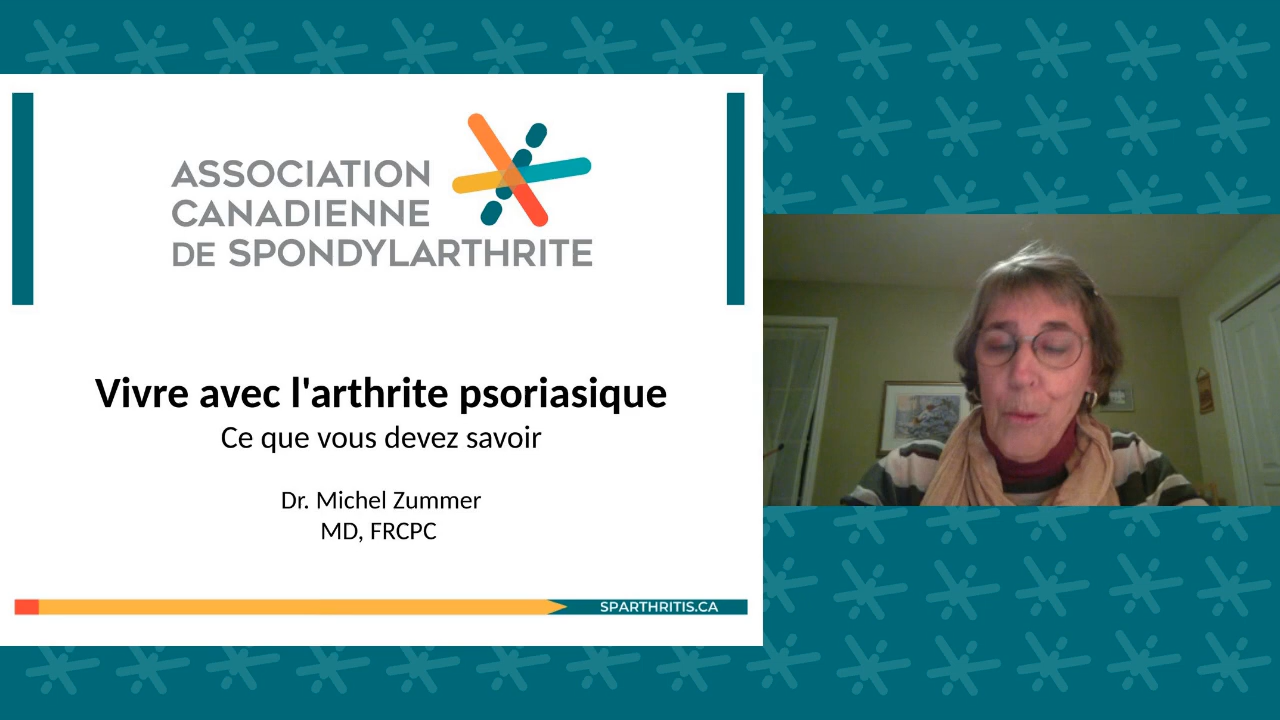 ASSOCIATION
CANADIENNE
DE SPONDYLARTHRITE
Vivre avec l'arthrite psoriasique
Ce que vous devez savoir
Dr. Michel Zummer
MD, FRCPC
SPARTHRITIS.CA